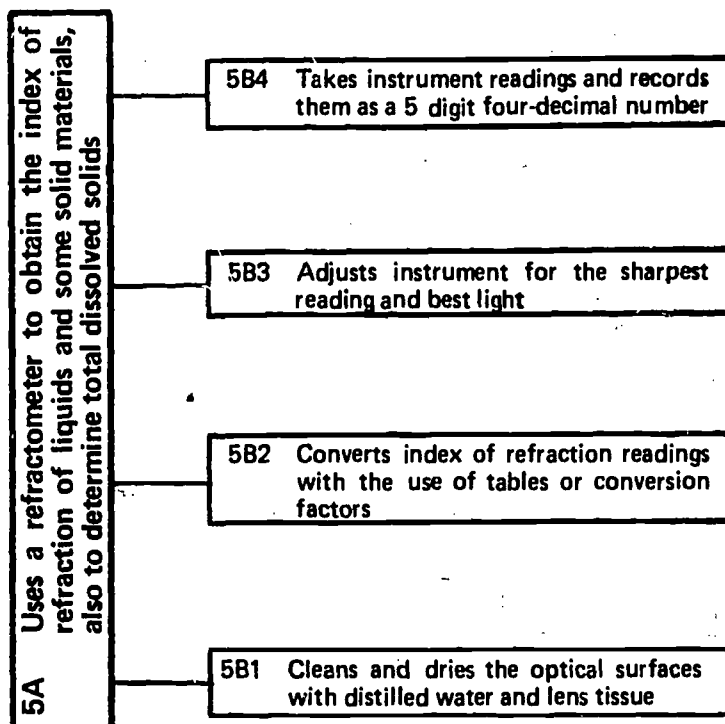 5A Uses a refractometer to obtain the index of
refraction of liquids and some solid materials,
also to determine total dissolved solids
5B4 Takes instrument readings and records
them as a 5 digit four-decimal number
5B3 Adjusts instrument for the sharpest
reading and best light
5B2 Converts index of refraction readings
with the use of tables or conversion
factors
5B1 Cleans and dries the optical surfaces
with distilled water and lens tissue